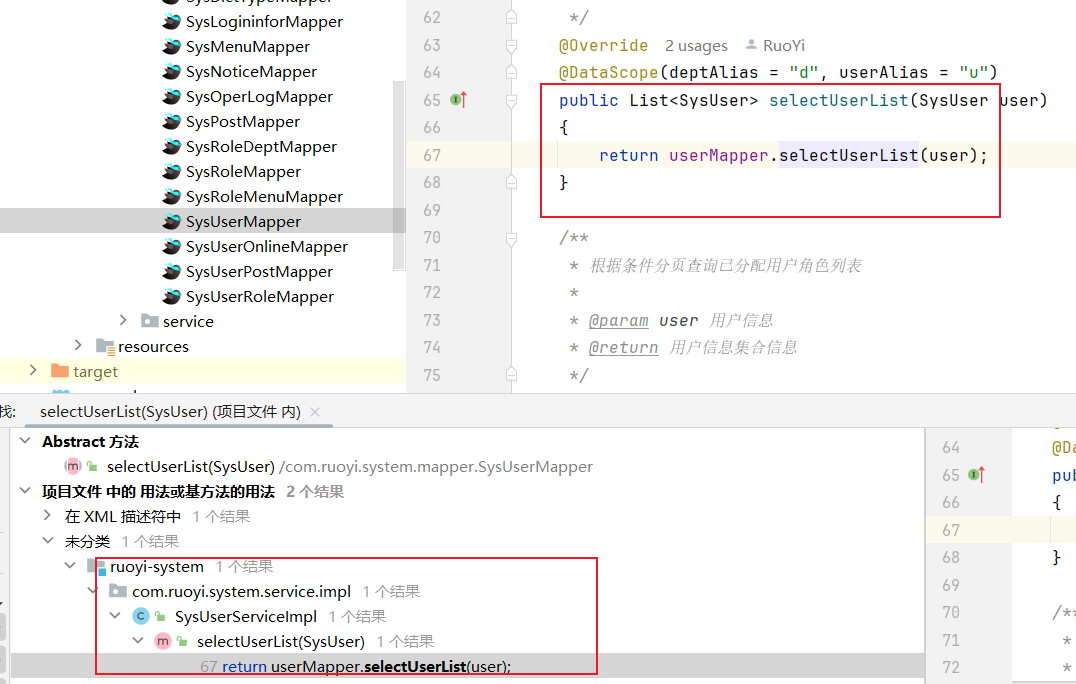 SysLogininforMapper
SysMenuMapper
SysNoticeMapper
SysOperLogMapper
SysPostMapper
SysRoleDeptMapper
SysRoleMapper
SysRoleMenuMapper
SysUserMapper
SysUserOnlineMapper
SysUserPostMapper
SysUserRoleMapper
service
resources
target
62 */
63 @Override 2 usages RuoYi
64 @DataScope(deptAlias = "d", userAlias = "u")
65 public List<SysUser> selectUserList(SysUser user)
66 {
67 return userMapper.selectUserList(user);
68 }
69
70 /**
71 * 根据条件分页查询已分配用户角色列表
72 *
73 * @param user 用户信息
74 * @return 用户信息集合信息
75 */
找: selectUserList(SysUser) (项目文件 内) ×
Abstract 方法
m selectUserList(SysUser) /com.ruoyi.system.mapper.SysUserMapper
项目文件 中的 用法或基方法的用法 2 个结果
在 XML 描述符中 1 个结果
未分类 1 个结果
ruoyi-system 1 个结果
com.ruoyi.system.service.impl 1 个结果
C SysUserServiceImpl 1 个结果
m selectUserList(SysUser) 1 个结果
67 return userMapper.selectUserList(user);
64 @Da
65 pub
66 {
67
68 }
69
70 /**
71 *
72 *